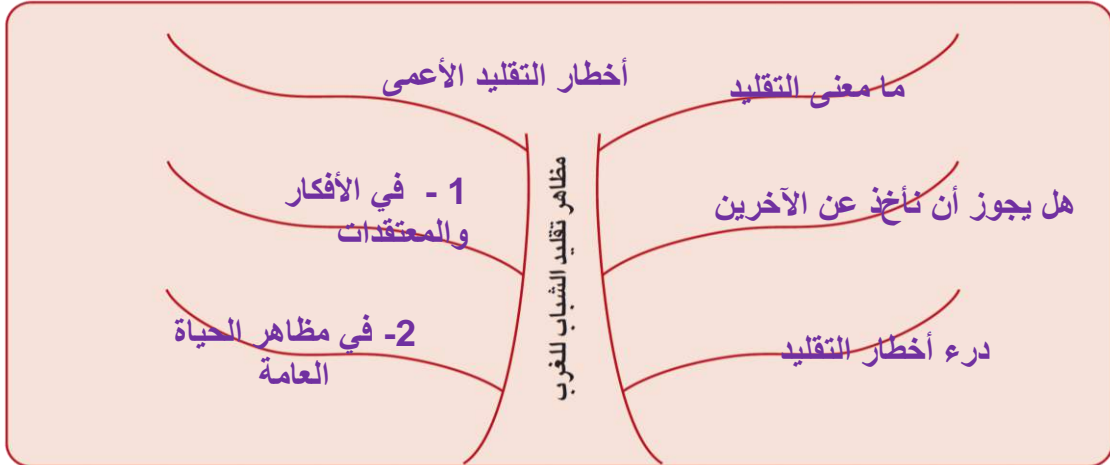 ما معنى التقليد
أخطار التقليد الأعمى
هل يجوز أن نأخذ عن الآخرين
1 - في الأفكار
والمعتقدات
درء أخطار التقليد
2- في مظاهر الحياة
العامة
مظاهر تقليد الشباب للغرب